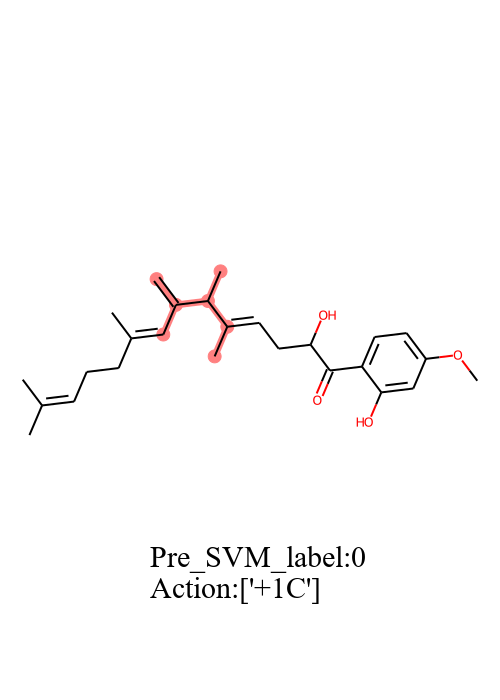 OH
O
O
HO
Pre_SVM_label:0
Action:['+1C']